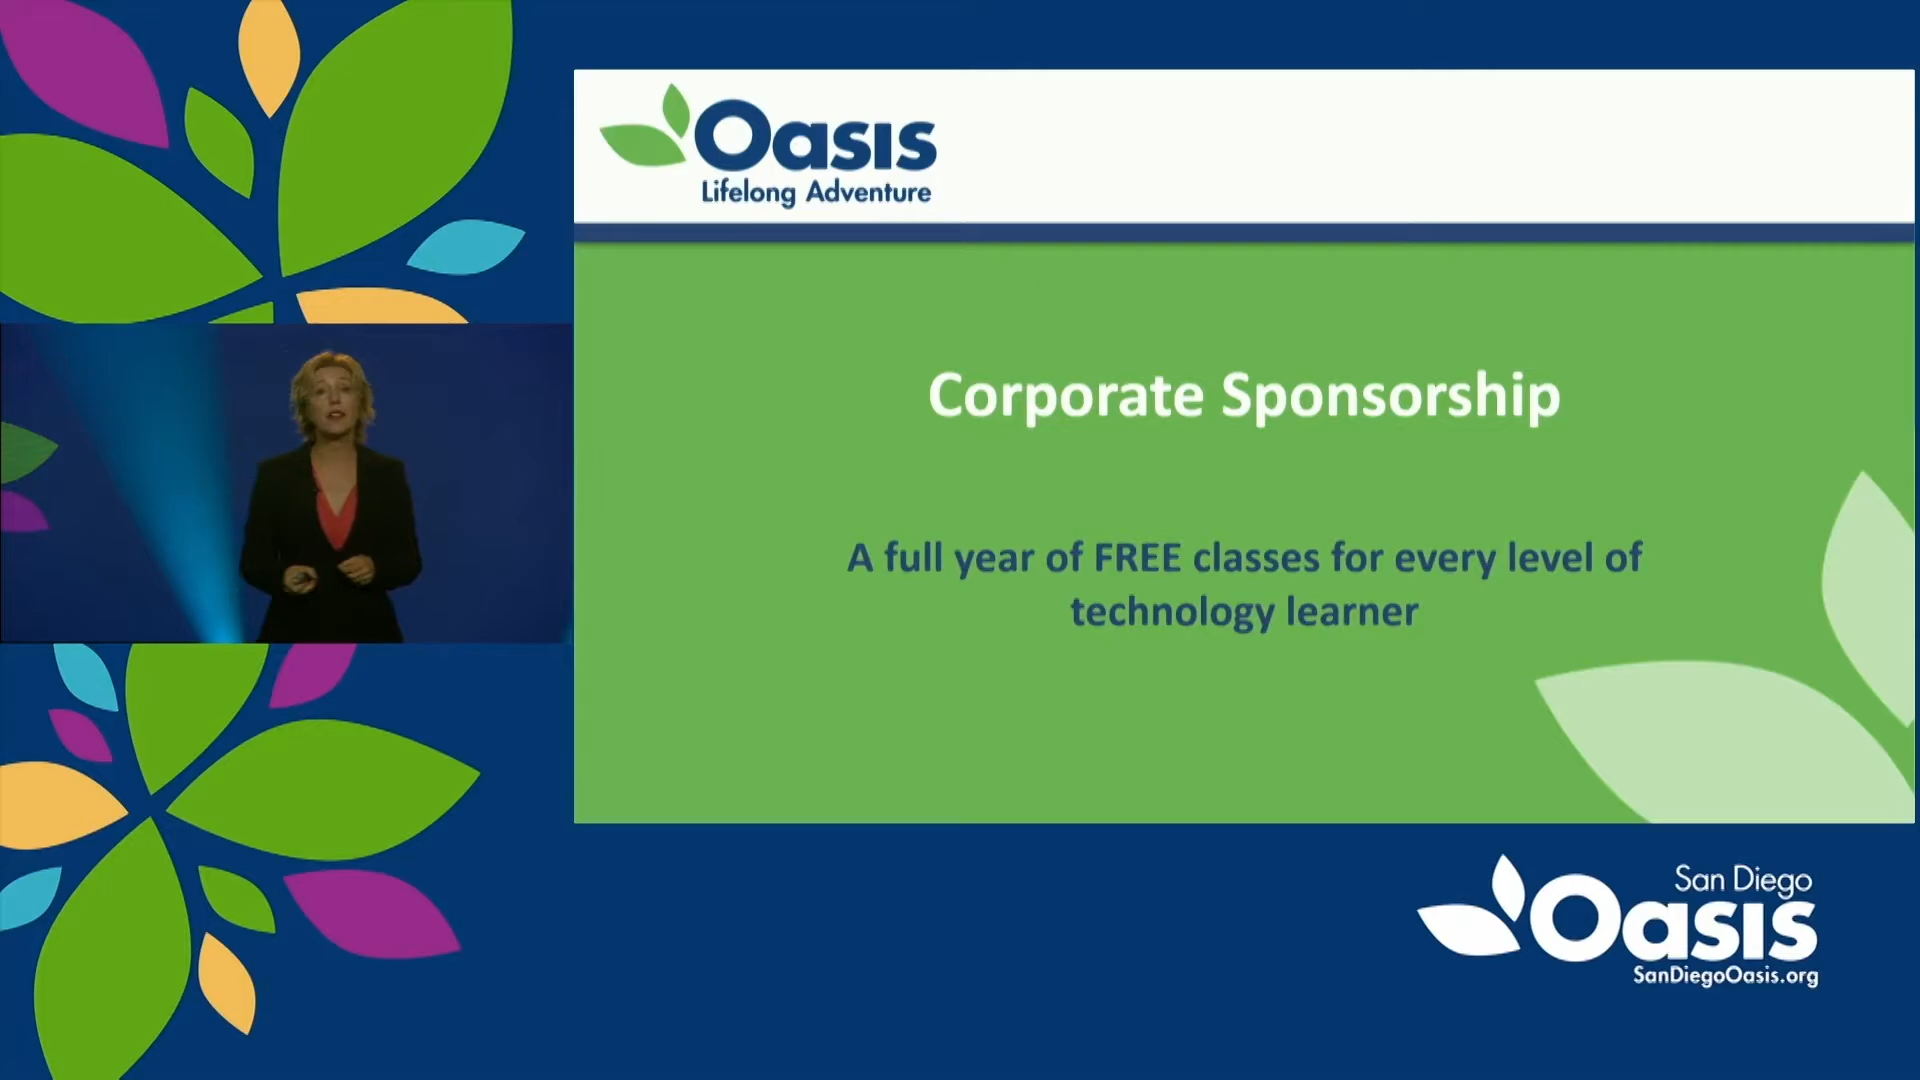 Oasis
Lifelong Adventure
Corporate Sponsorship
A full year of FREE classes for every level of
technology learner
San Diego
Oasis
SanDiegoOasis.org